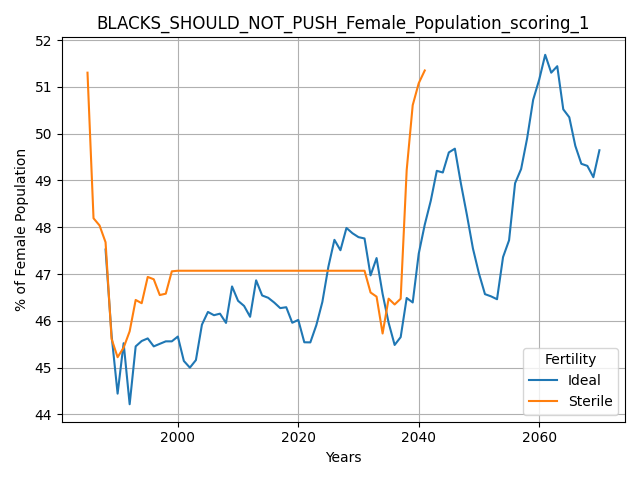 BLACKS_SHOULD_NOT_PUSH_Female_Population_scoring_1
52
51
50
49
48
47
46
45
44
% of Female Population
2000 2020 2040 2060
Years
Fertility
Ideal
Sterile